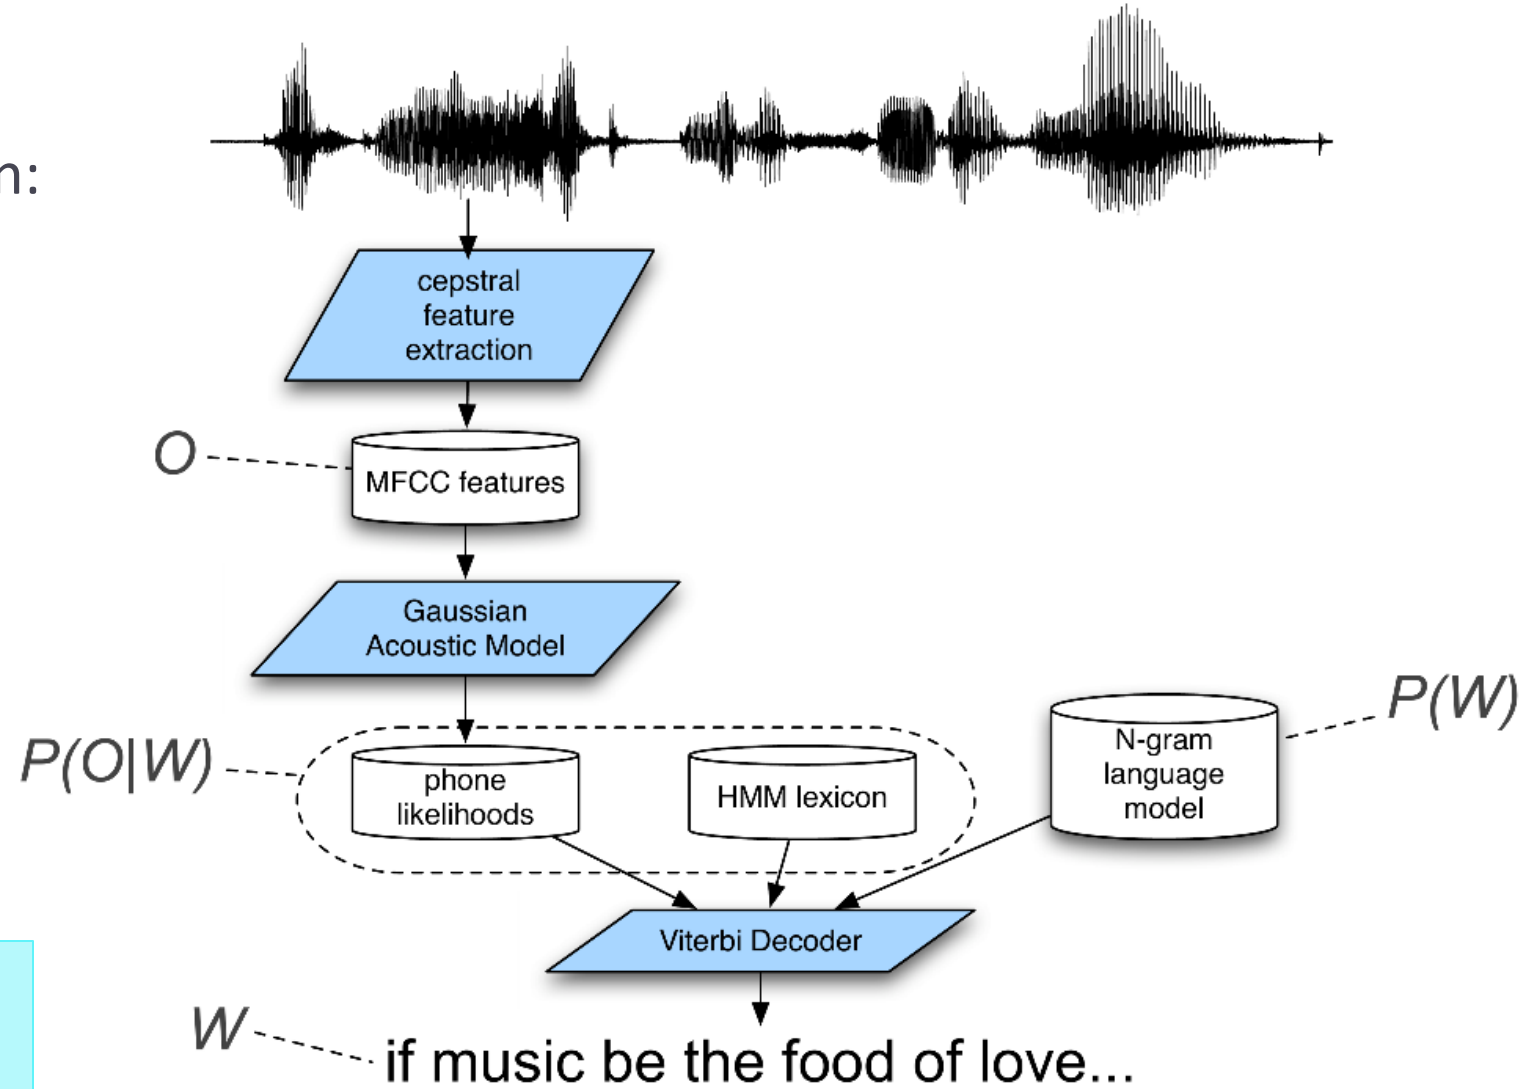 n:
cepstral
feature
extraction
O
MFCC features
Gaussian
Acoustic Model
P(O|W)
phone
likelihoods
HMM lexicon
N-gram
language
model
P(W)
Viterbi Decoder
W
if music be the food of love...